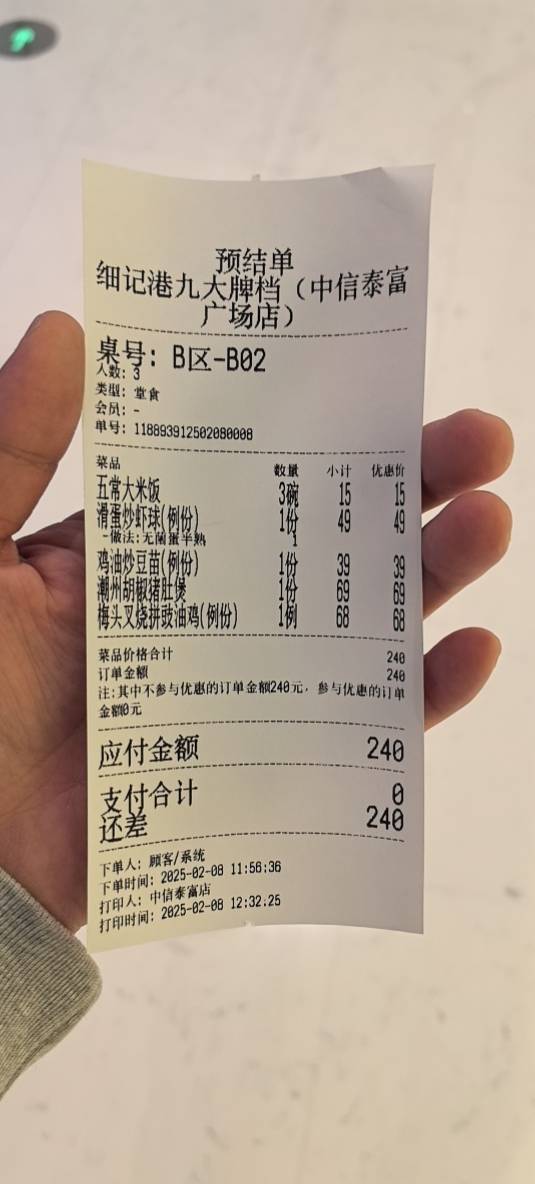 预结单
细记港九大牌档（中信泰富
广场店）
桌号: B区-B02
人数: 3
类型: 堂食
会员: -
单号: 118893912502080008
菜品 数量 小计 优惠价
五常大米饭 3碗 15 15
滑蛋炒虾球(例份) 1份 49 49
-做法:无菌蛋半熟 1
鸡油炒豆苗(例份) 1份 39 39
潮州胡椒猪肚煲 1份 69 69
梅头叉烧拼豉油鸡(例份) 1例 68 68
菜品价格合计 240
订单金额 240
注:其中不参与优惠的订单金额240元，参与优惠的订单
金额0元
应付金额 240
支付合计 0
还差 240
下单人: 顾客/系统
下单时间: 2025-02-08 11:56:36
打印人: 中信泰富店
打印时间: 2025-02-08 12:32:25